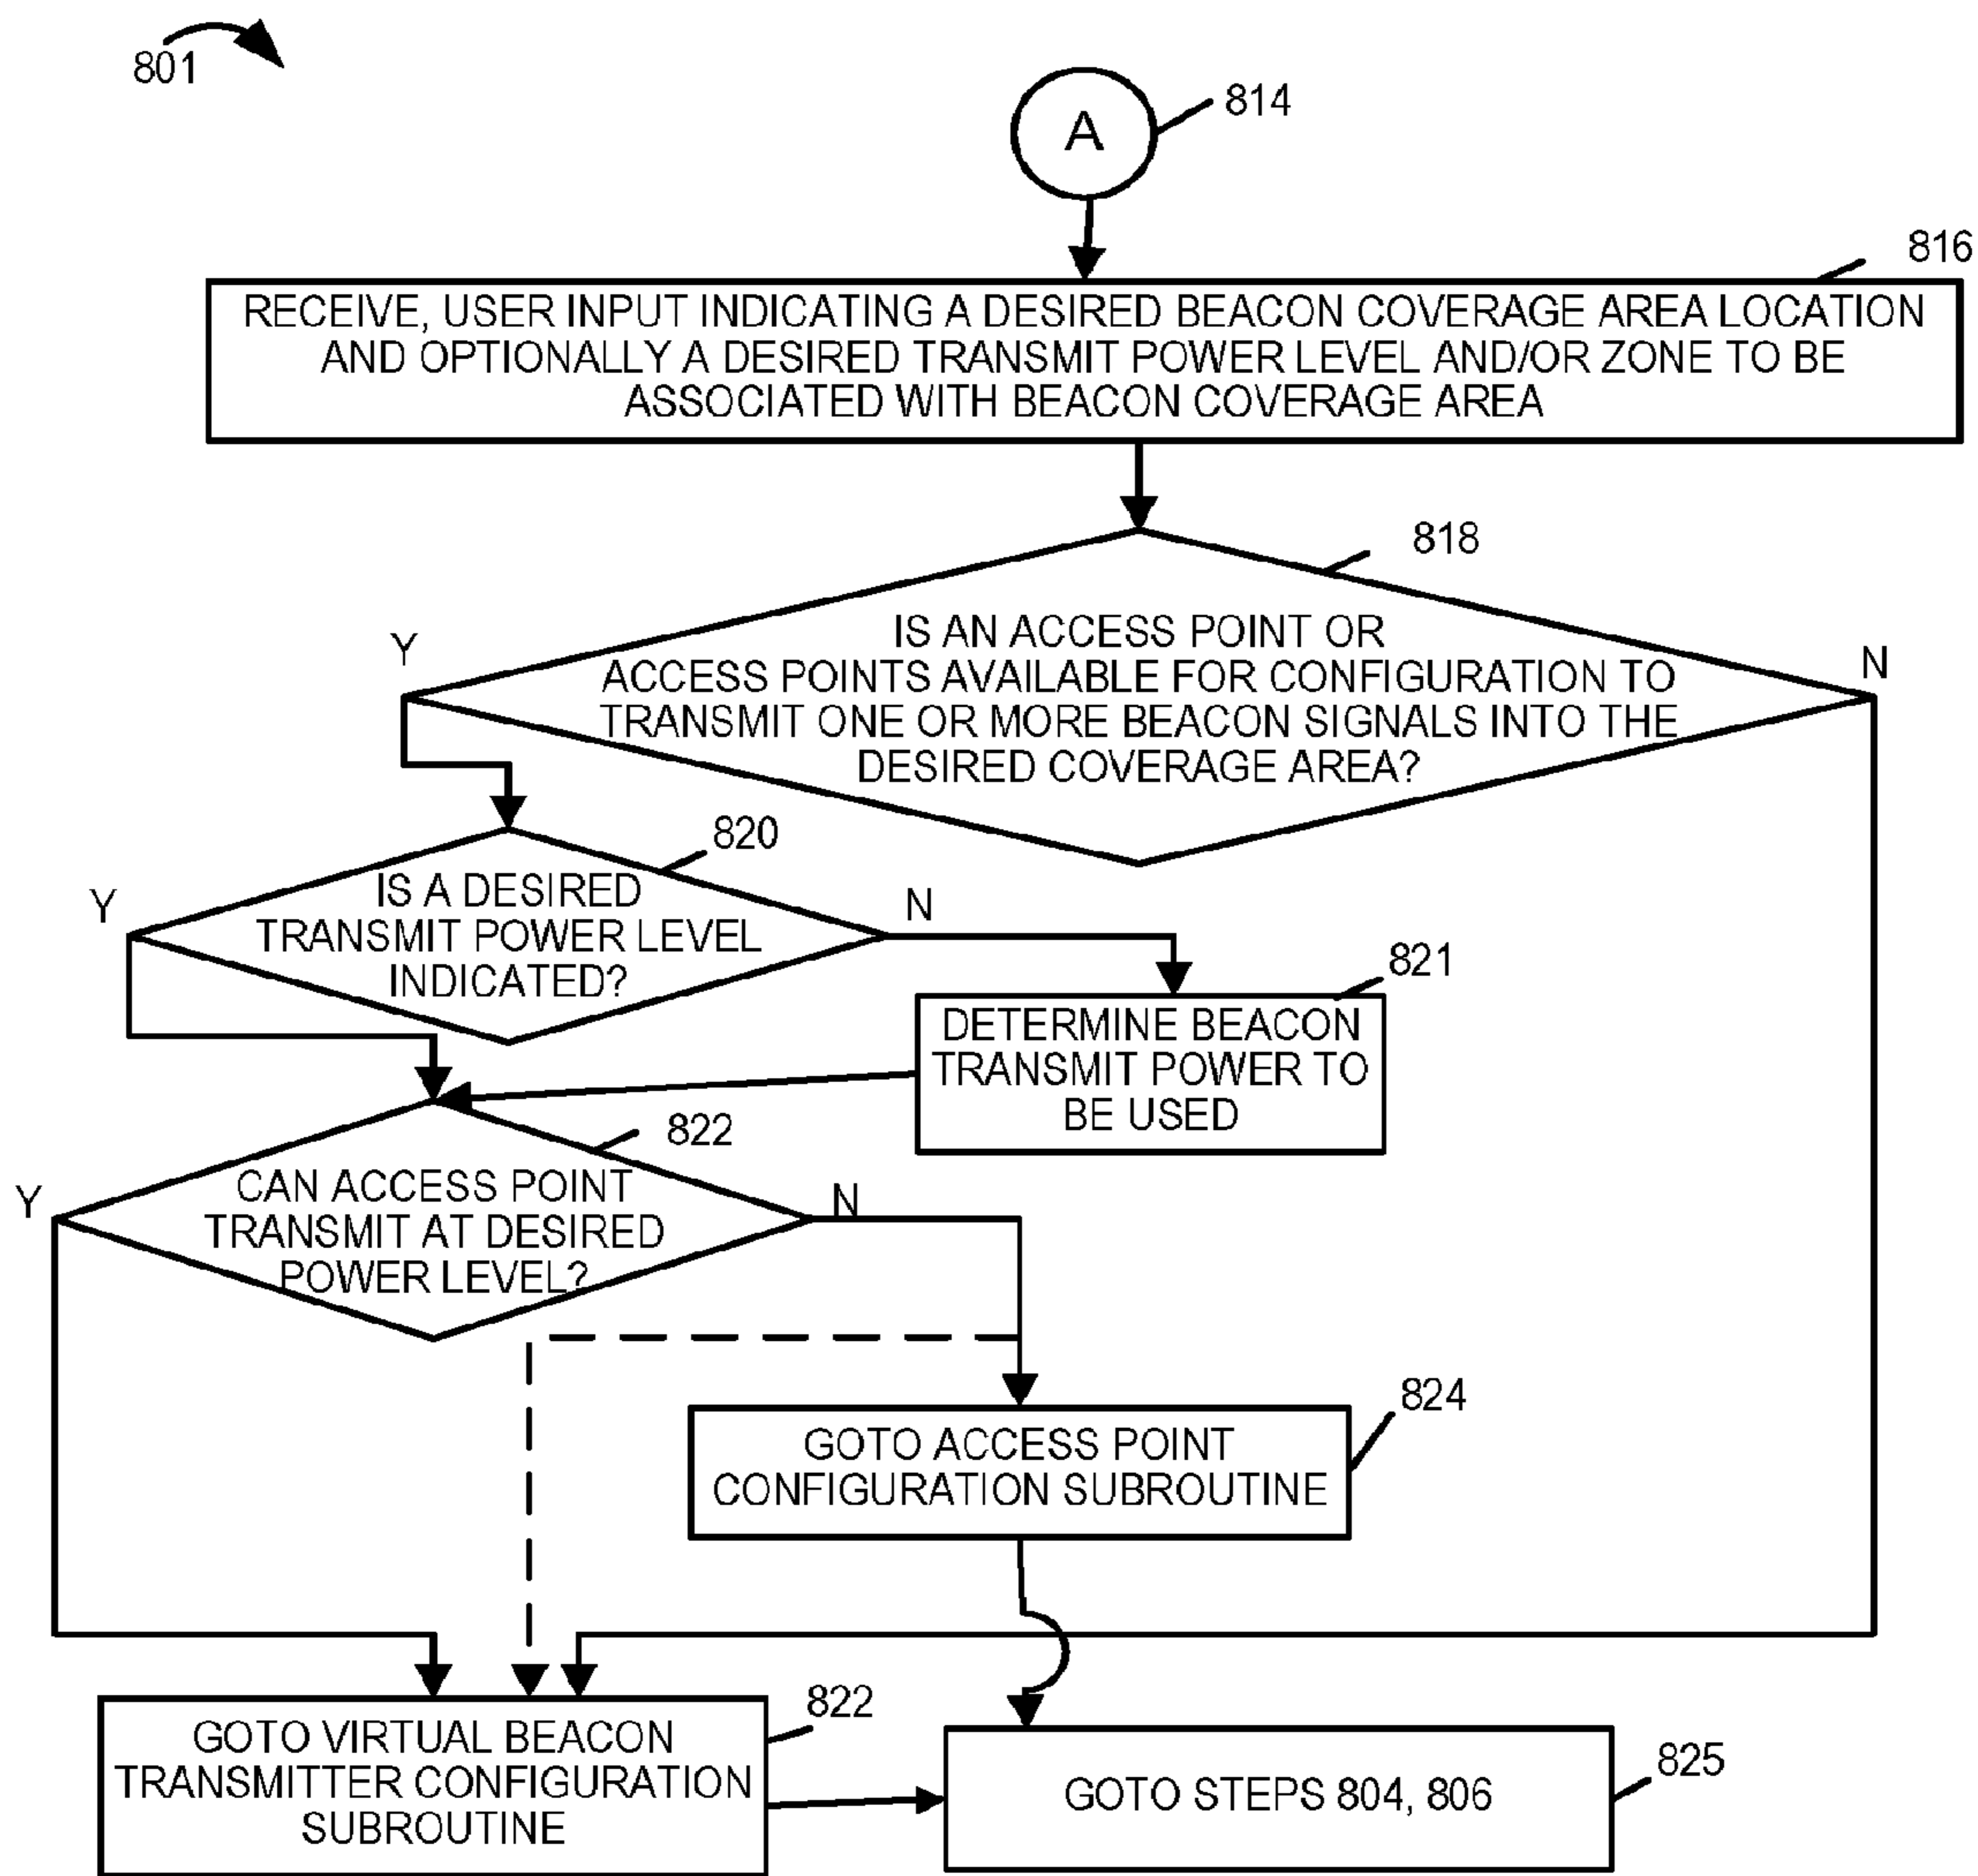 801
A
814
816
RECEIVE, USER INPUT INDICATING A DESIRED BEACON COVERAGE AREA LOCATION
AND OPTIONALLY A DESIRED TRANSMIT POWER LEVEL AND/OR ZONE TO BE
ASSOCIATED WITH BEACON COVERAGE AREA
818
IS AN ACCESS POINT OR
ACCESS POINTS AVAILABLE FOR CONFIGURATION TO
TRANSMIT ONE OR MORE BEACON SIGNALS INTO THE
DESIRED COVERAGE AREA?
Y
N
820
IS A DESIRED
TRANSMIT POWER LEVEL
INDICATED?
Y
N
821
DETERMINE BEACON
TRANSMIT POWER TO
BE USED
822
CAN ACCESS POINT
TRANSMIT AT DESIRED
POWER LEVEL?
Y
N
824
GOTO ACCESS POINT
CONFIGURATION SUBROUTINE
822
GOTO VIRTUAL BEACON
TRANSMITTER CONFIGURATION
SUBROUTINE
825
GOTO STEPS 804, 806